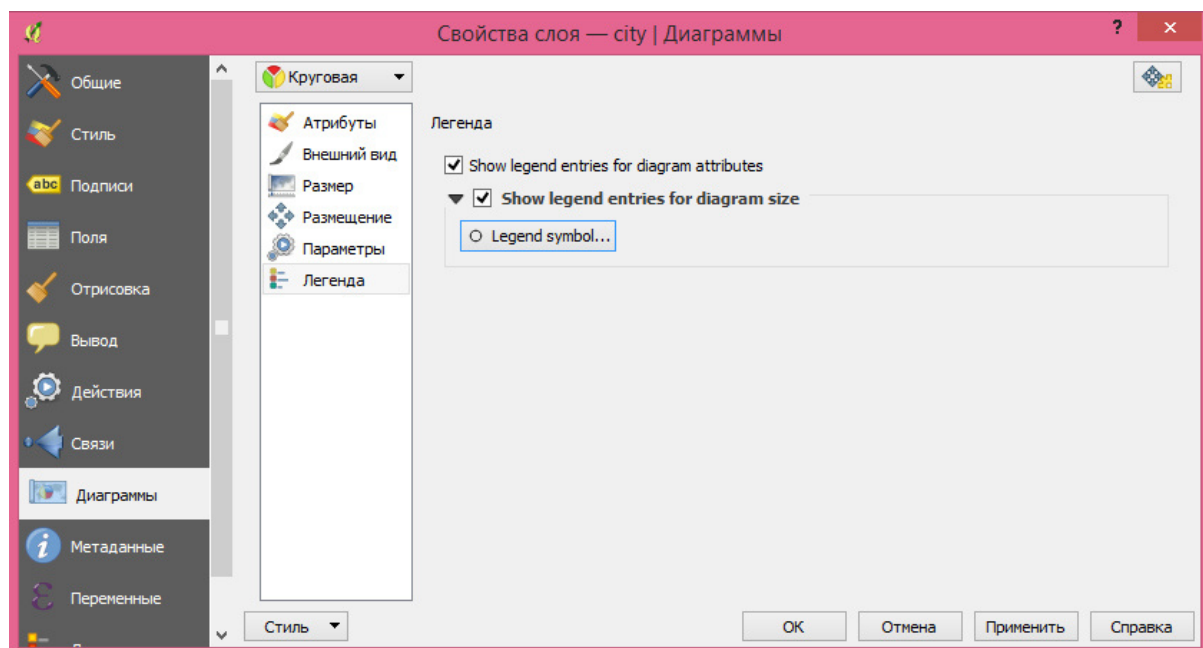 Свойства слоя — city | Диаграммы
?
Общие
Стиль
abc Подписи
Поля
Отрисовка
Вывод
Действия
Связи
Диаграммы
Метаданные
Переменные
Круговая
Атрибуты
Внешний вид
Размер
Размещение
Параметры
Легенда
Легенда
Show legend entries for diagram attributes
Show legend entries for diagram size
Legend symbol...
Стиль
ОК
Отмена
Применить
Справка